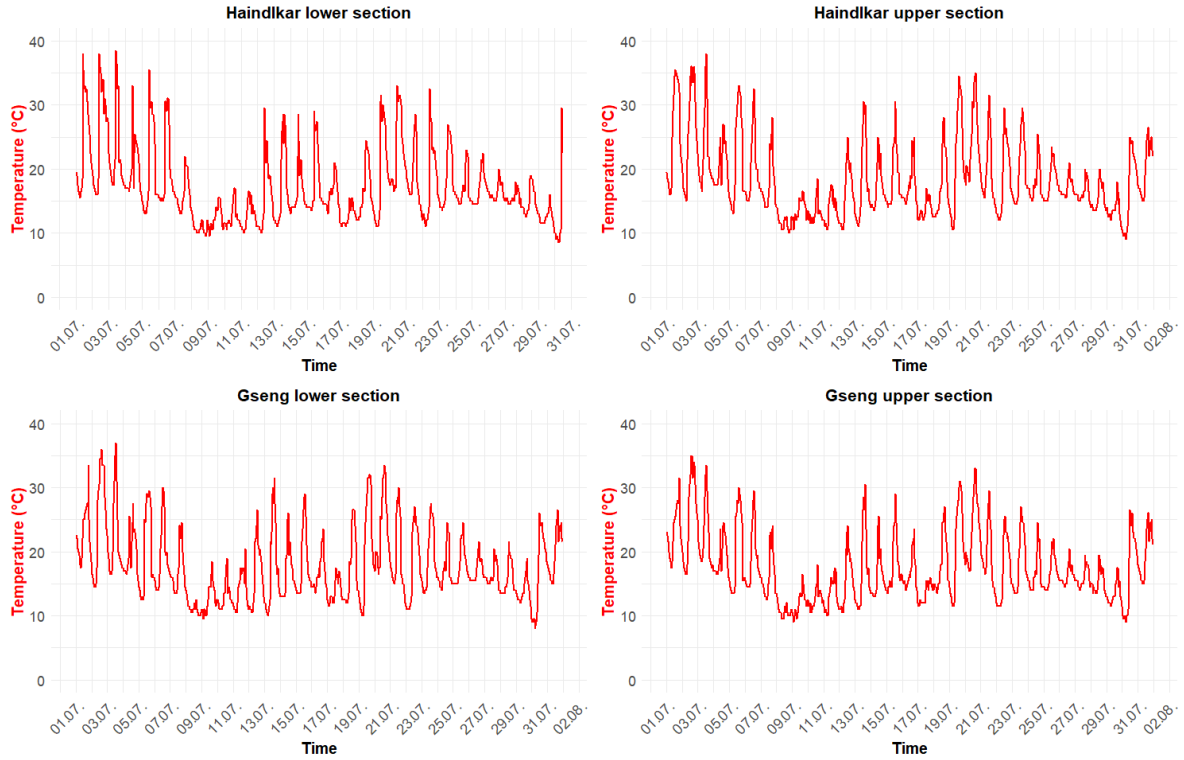 Haindlkar lower section
Temperature (°C)
40
30
20
10
0
01.07. 03.07. 05.07. 07.07. 09.07. 11.07. 13.07. 15.07. 17.07. 19.07. 21.07. 23.07. 25.07. 27.07. 29.07. 31.07.
Time
Haindlkar upper section
Temperature (°C)
40
30
20
10
0
01.07. 03.07. 05.07. 07.07. 09.07. 11.07. 13.07. 15.07. 17.07. 19.07. 21.07. 23.07. 25.07. 27.07. 29.07. 31.07. 02.08.
Time
Gseng lower section
Temperature (°C)
40
30
20
10
0
01.07. 03.07. 05.07. 07.07. 09.07. 11.07. 13.07. 15.07. 17.07. 19.07. 21.07. 23.07. 25.07. 27.07. 29.07. 31.07. 02.08.
Time
Gseng upper section
Temperature (°C)
40
30
20
10
0
01.07. 03.07. 05.07. 07.07. 09.07. 11.07. 13.07. 15.07. 17.07. 19.07. 21.07. 23.07. 25.07. 27.07. 29.07. 31.07. 02.08.
Time